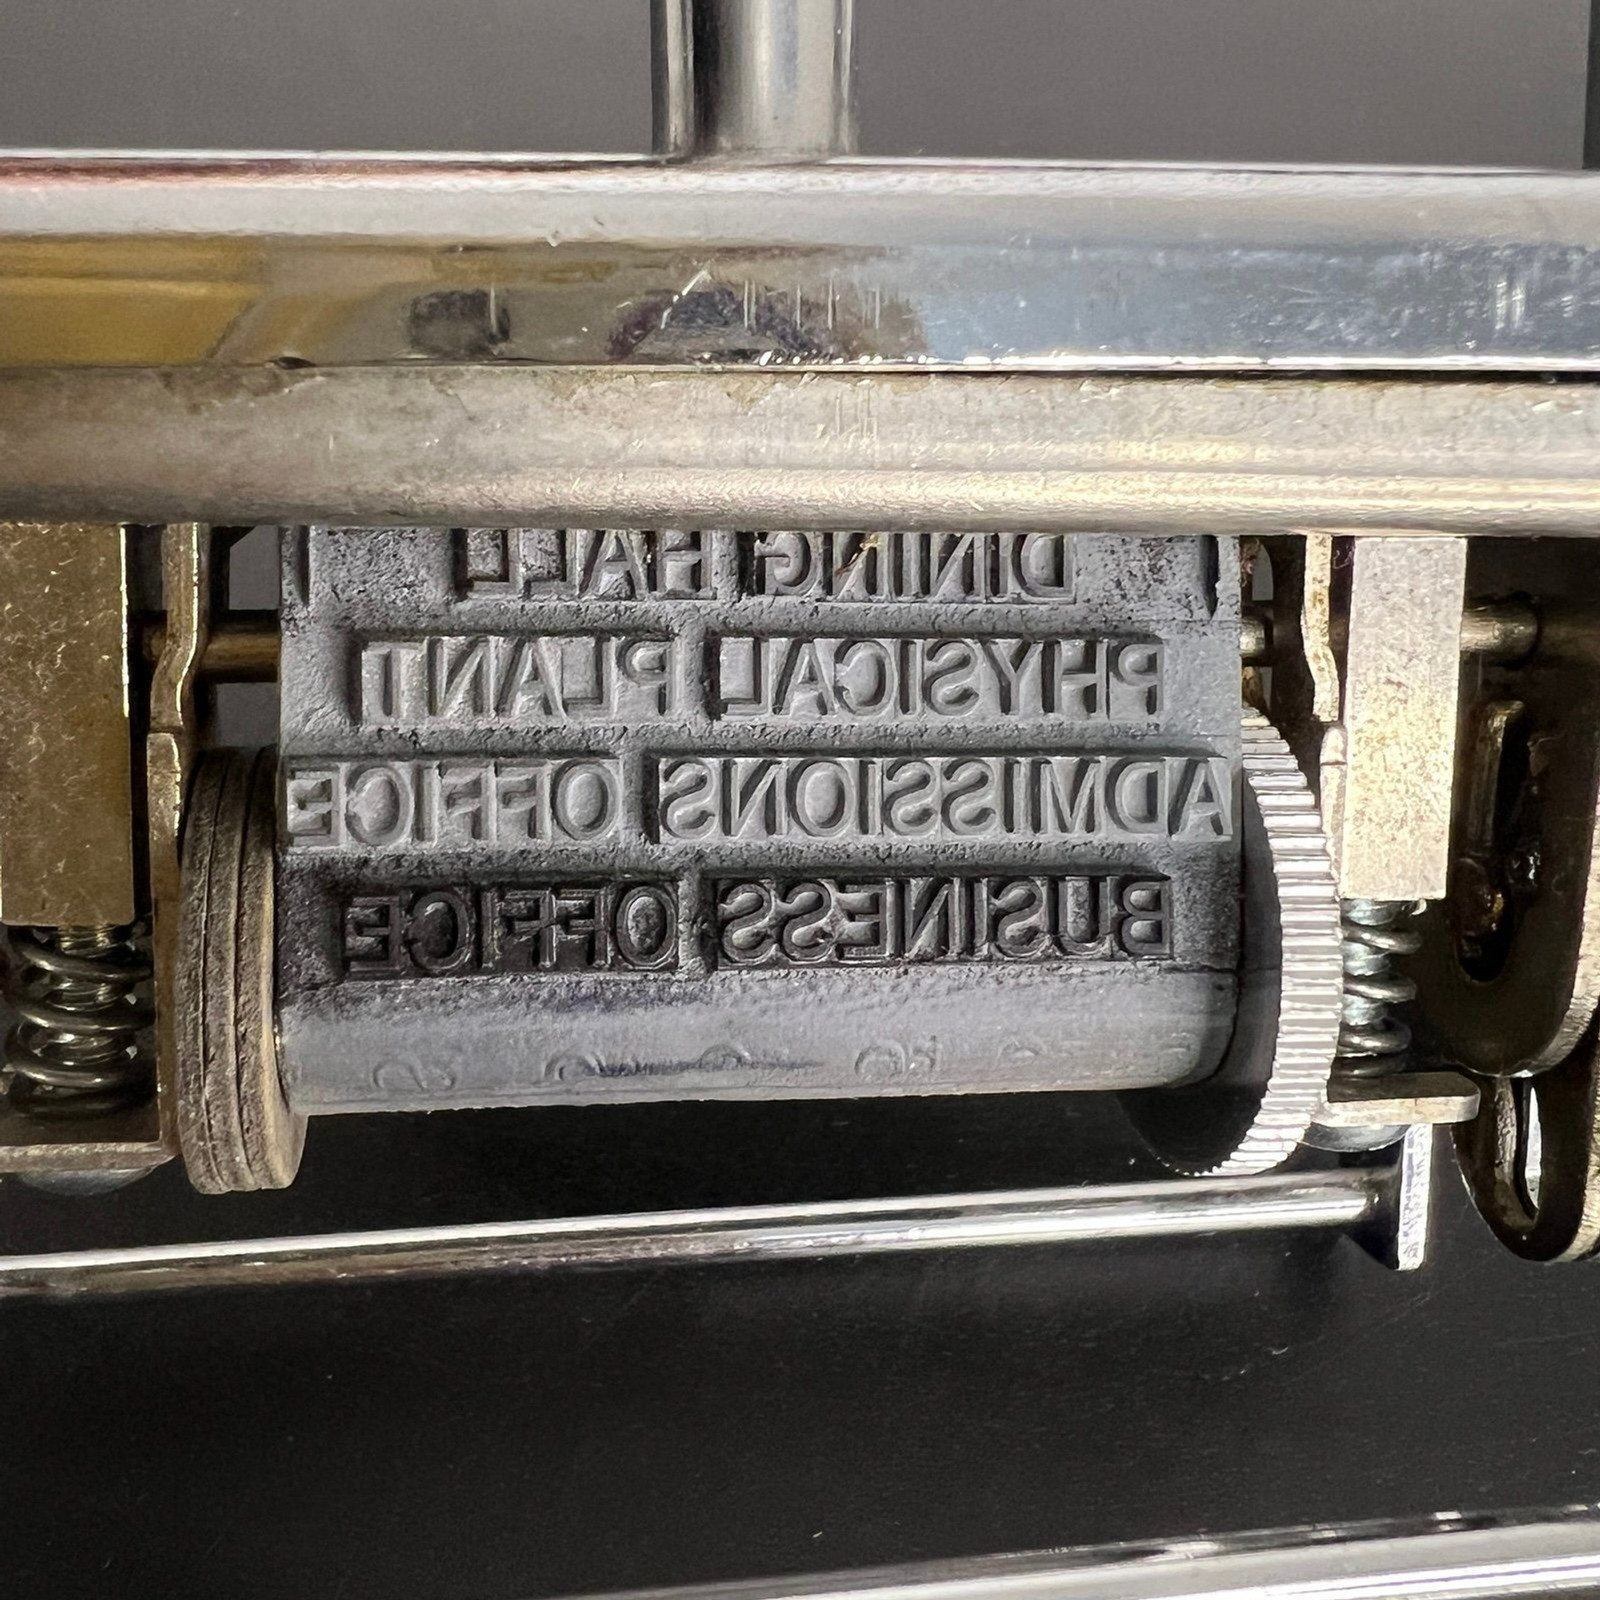 DINING HALL
PHYSICAL PLANT
ADMISSIONS OFFICE
BUSINESS OFFICE